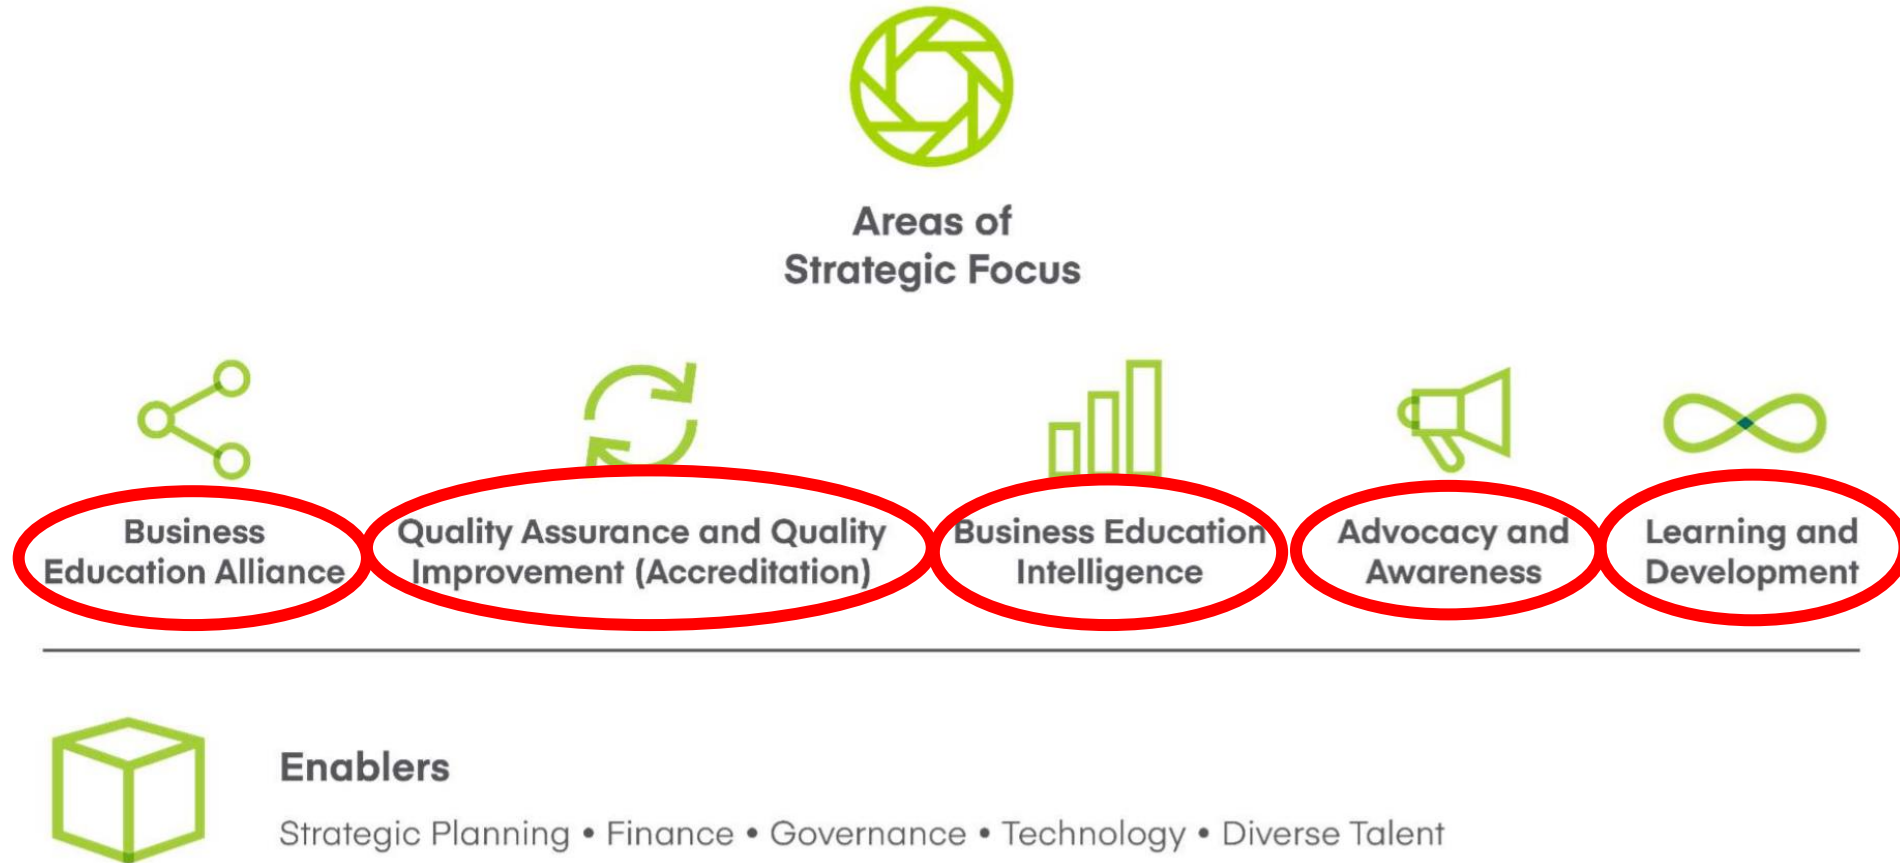 Areas of
Strategic Focus
Business
Education Alliance
Quality Assurance and Quality
Improvement (Accreditation)
Business Education
Intelligence
Advocacy and
Awareness
Learning and
Development
Enablers
Strategic Planning • Finance • Governance • Technology • Diverse Talent